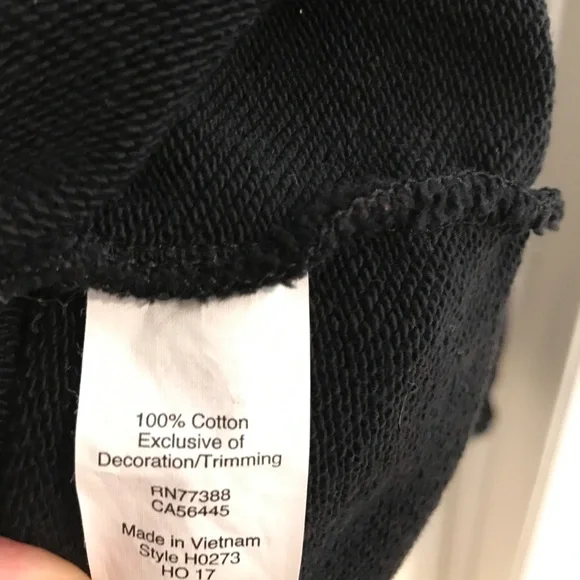 100% Cotton
Exclusive of
Decoration/Trimming
RN77388
CA56445
Made in Vietnam
Style H0273
HO 17